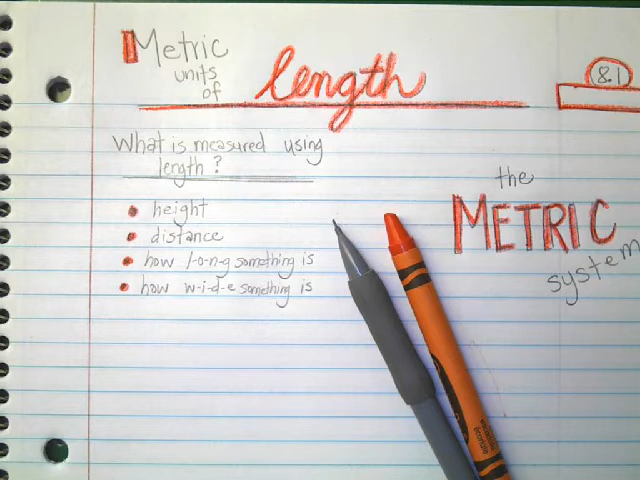 Metric
units
of
length
8.1
What is measured using
length?
height
distance
how l-o-n-g something is
how w-i-d-e something is
the
METRIC
system